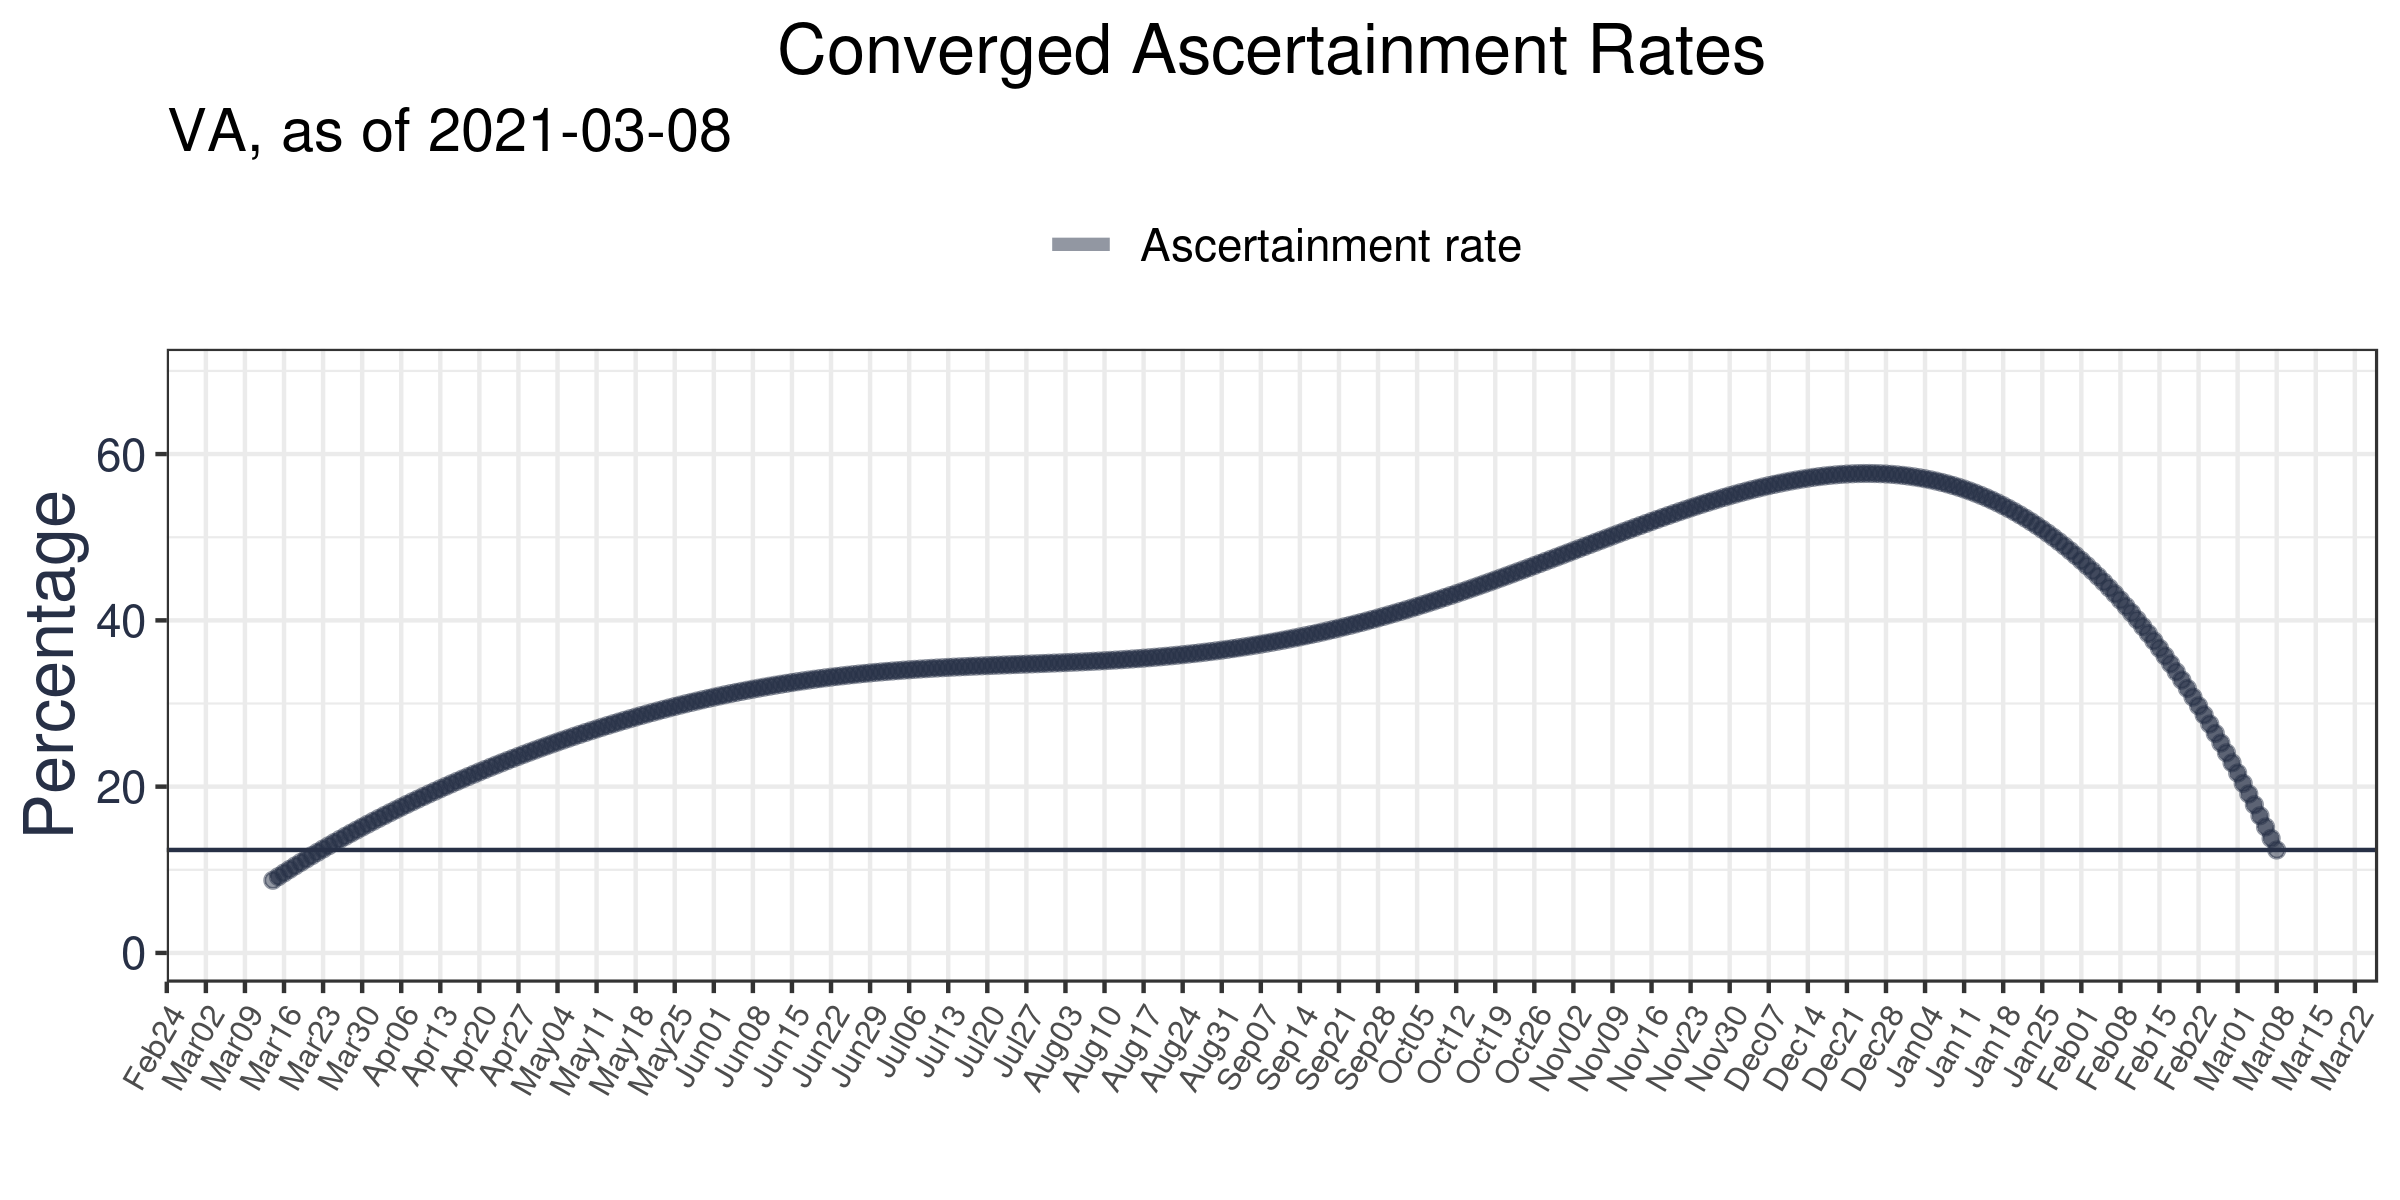 Converged Ascertainment Rates
VA, as of 2021-03-08
Ascertainment rate
Percentage
60
40
20
0
Feb24 Mar02 Mar09 Mar16 Mar23 Mar30 Apr06 Apr13 Apr20 Apr27 May04 May11 May18 May25 Jun01 Jun08 Jun15 Jun22 Jun29 Jul06 Jul13 Jul20 Jul27 Aug03 Aug10 Aug17 Aug24 Aug31 Sep07 Sep14 Sep21 Sep28 Oct05 Oct12 Oct19 Oct26 Nov02 Nov09 Nov16 Nov23 Nov30 Dec07 Dec14 Dec21 Dec28 Jan04 Jan11 Jan18 Jan25 Feb01 Feb08 Feb15 Feb22 Mar01 Mar08 Mar15 Mar22